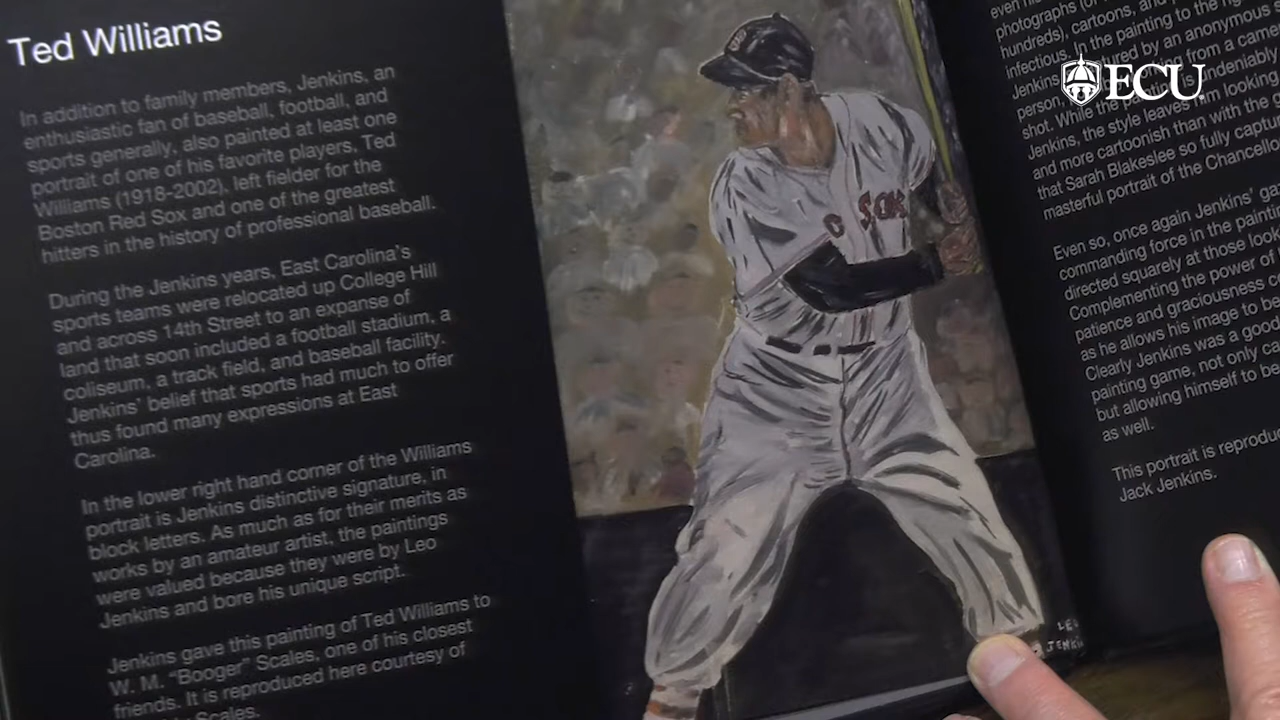 Ted Williams
In addition to family members, Jenkins, an
enthusiastic fan of baseball, football, and
sports generally, also painted at least one
portrait of one of his favorite players, Ted
Williams (1918-2002), left fielder for the
Boston Red Sox and one of the greatest
hitters in the history of professional baseball.
During the Jenkins years, East Carolina's
sports teams were relocated up College Hill
and across 14th Street to an expanse of
land that soon included a football stadium, a
coliseum, a track field, and baseball facility.
Jenkins' belief that sports had much to offer
thus found many expressions at East
Carolina.
In the lower right hand corner of the Williams
portrait is Jenkins distinctive signature, in
block letters. As much as for their merits as
works by an amateur artist, the paintings
were valued because they were by Leo
Jenkins and bore his unique script.
Jenkins gave this painting of Ted Williams to
W. M. "Booger" Scales, one of his closest
friends. It is reproduced here courtesy of
Scales.
SOX
photographs
hundreds), cartoons, and
infectious. In the painting to the
Jenkins by an anonymous
person, from a
shot. While the undeniably
Jenkins, the style leaves him looking
and more cartoonish than with the
that Sarah Blakeslee so fully
masterful portrait of the
Even so, once again Jenkins'
commanding force in the
directed squarely at those
Complementing the power of
patience and graciousness
as he allows his image to be
Clearly Jenkins was a good
painting game, not only
but allowing himself to be
as well.
This portrait is
Jack Jenkins.
ECU